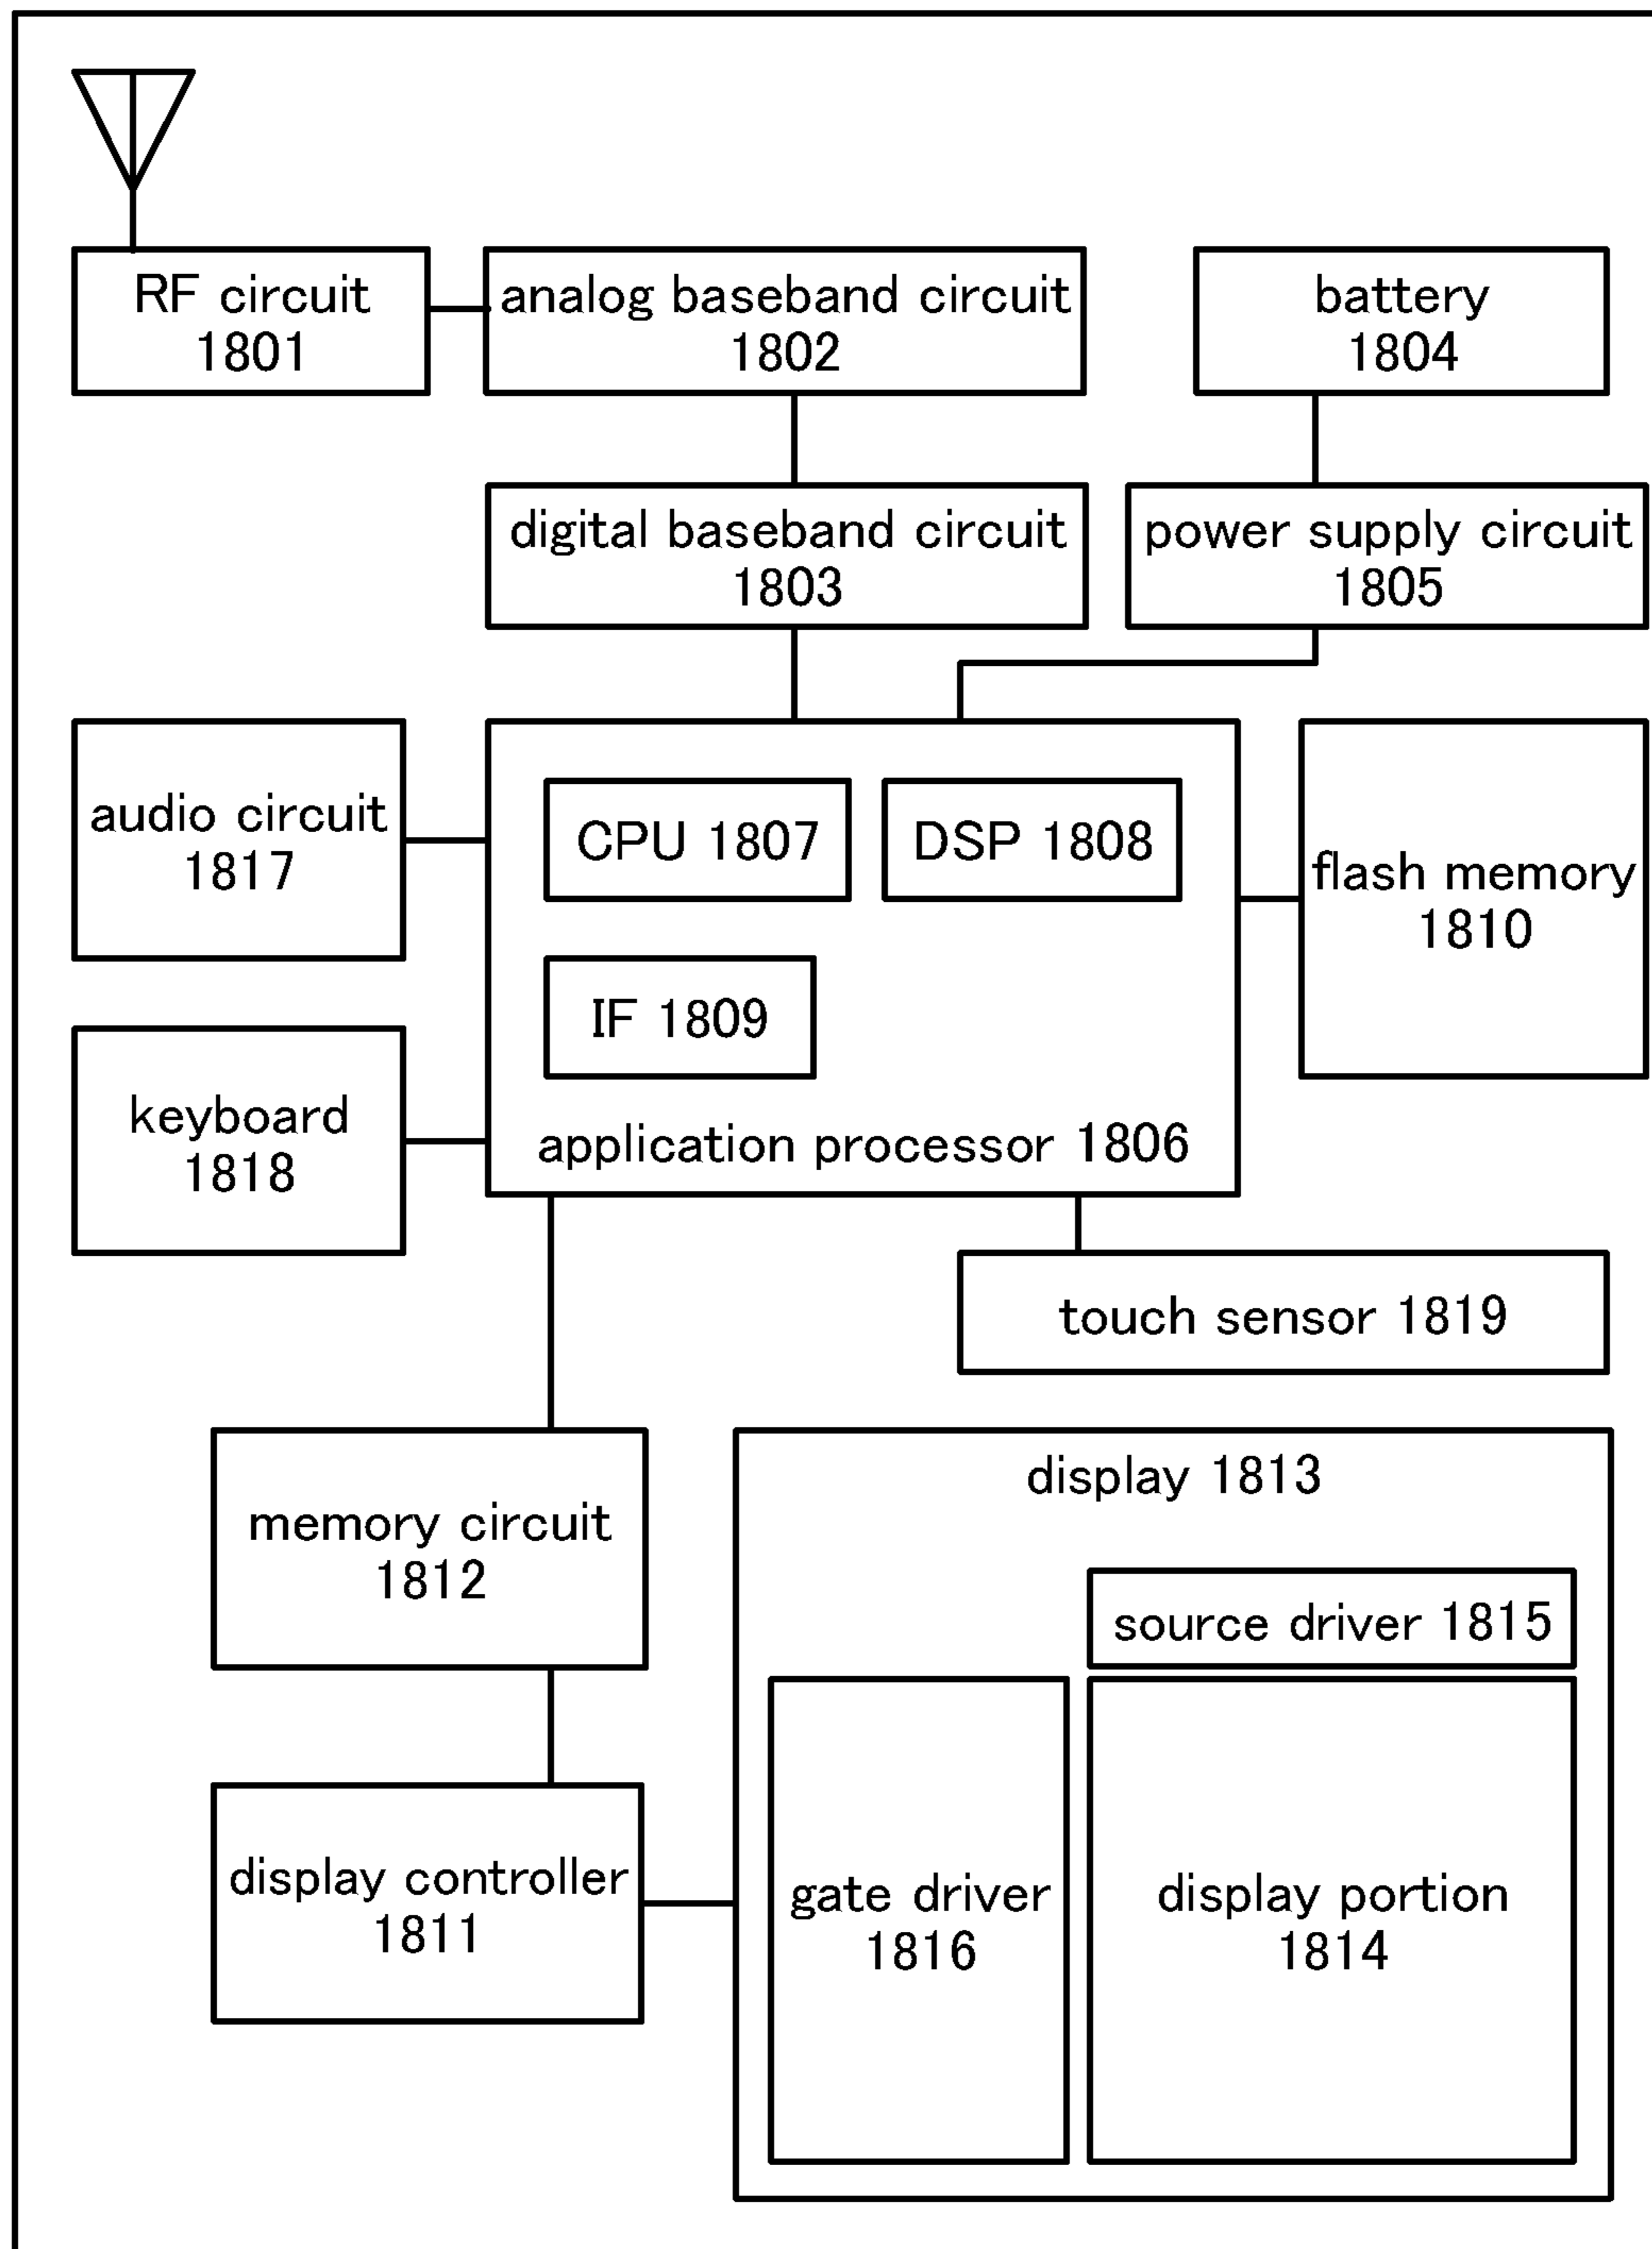 RF circuit
1801
analog baseband circuit
1802
battery
1804
digital baseband circuit
1803
power supply circuit
1805
audio circuit
1817
CPU 1807
DSP 1808
flash memory
1810
IF 1809
keyboard
1818
application processor 1806
touch sensor 1819
memory circuit
1812
display 1813
source driver 1815
display controller
1811
gate driver
1816
display portion
1814